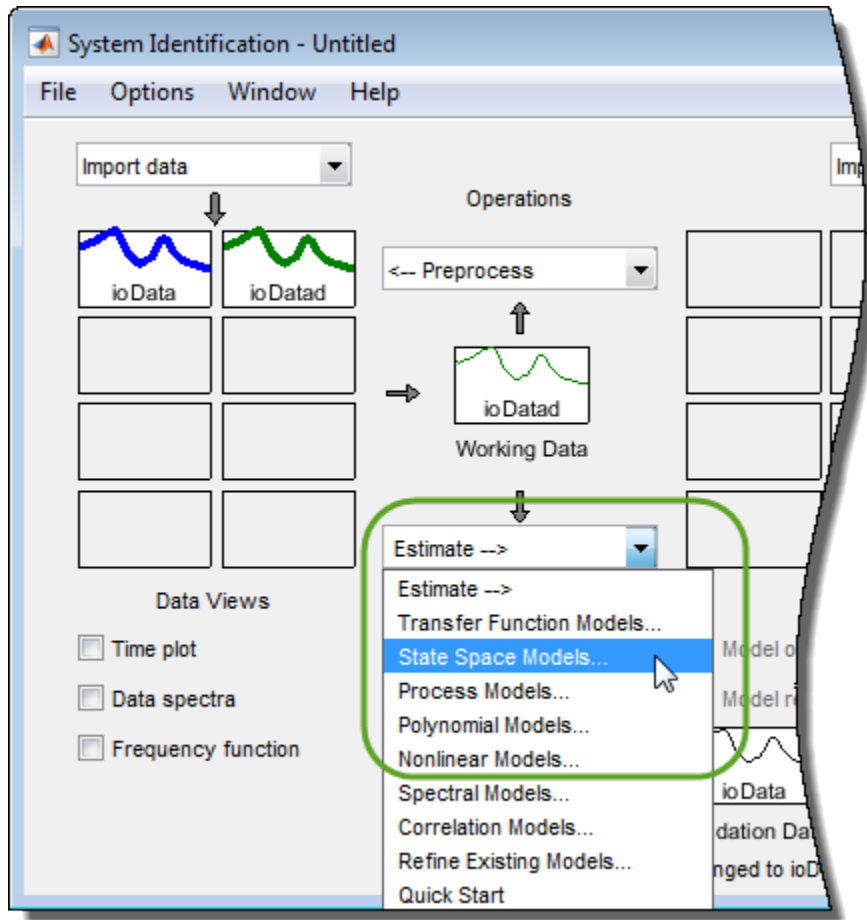 System Identification - Untitled
File Options Window Help
Import data
Operations
ioData
ioDatad
<-- Preprocess
ioDatad
Working Data
Estimate -->
Estimate -->
Transfer Function Models...
State Space Models...
Process Models...
Polynomial Models...
Nonlinear Models...
Spectral Models...
Correlation Models...
Refine Existing Models...
Quick Start
Data Views
Time plot
Data spectra
Frequency function
Model
Model
ioData